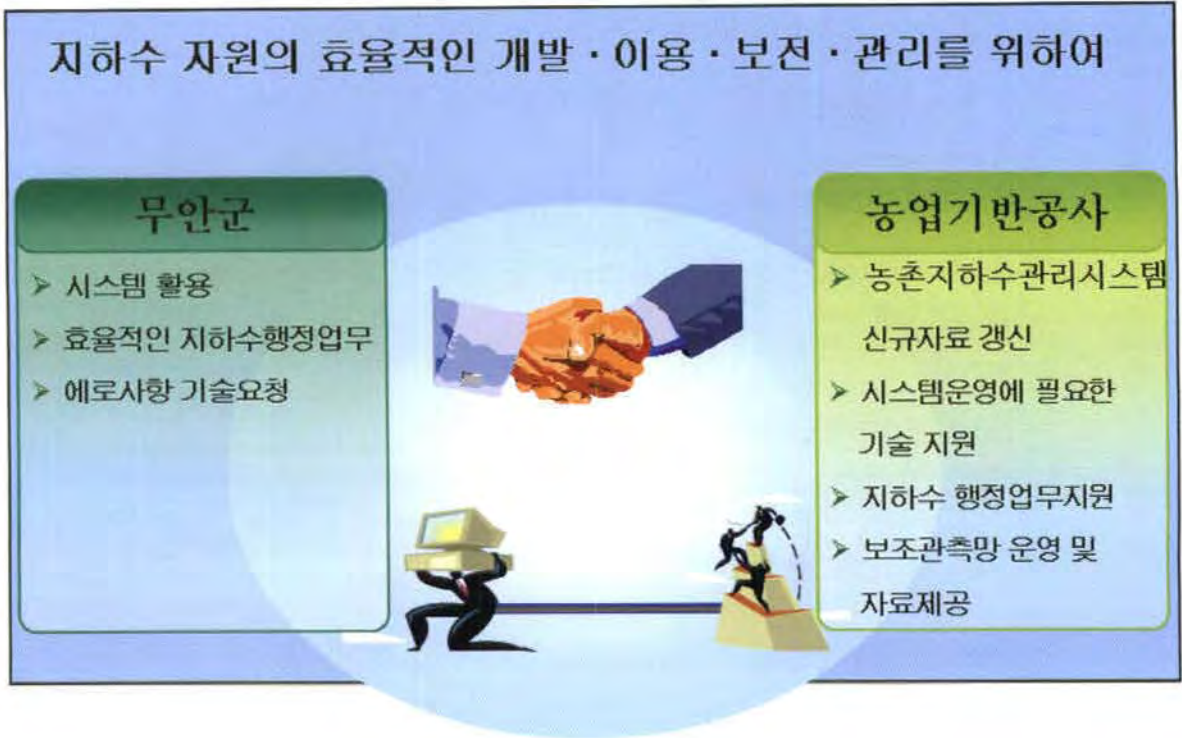 지하수 자원의 효율적인 개발 · 이용 · 보전 · 관리를 위하여
무안군
➢ 시스템 활용
➢ 효율적인 지하수행정업무
➢ 에로사항 기술요청
농업기반공사
➢ 농촌지하수관리시스템
신규자료 갱신
➢ 시스템운영에 필요한
기술 지원
➢ 지하수 행정업무지원
➢ 보조관측망 운영 및
자료제공